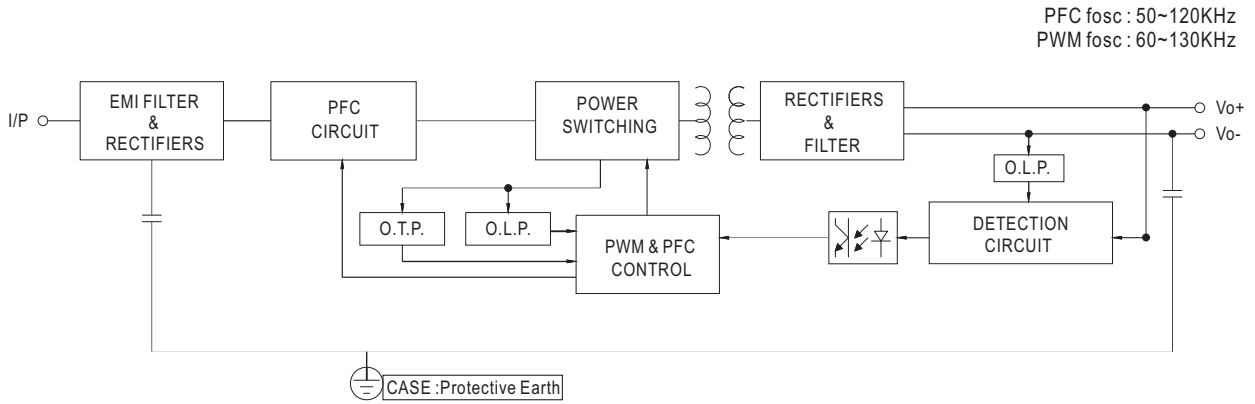 PFC fosc : 50~120KHz
PWM fosc : 60~130KHz
I/P
EMI FILTER
&
RECTIFIERS
PFC
CIRCUIT
POWER
SWITCHING
RECTIFIERS
&
FILTER
Vo+
Vo-
O.L.P.
O.T.P.
O.L.P.
PWM & PFC
CONTROL
DETECTION
CIRCUIT
CASE :Protective Earth